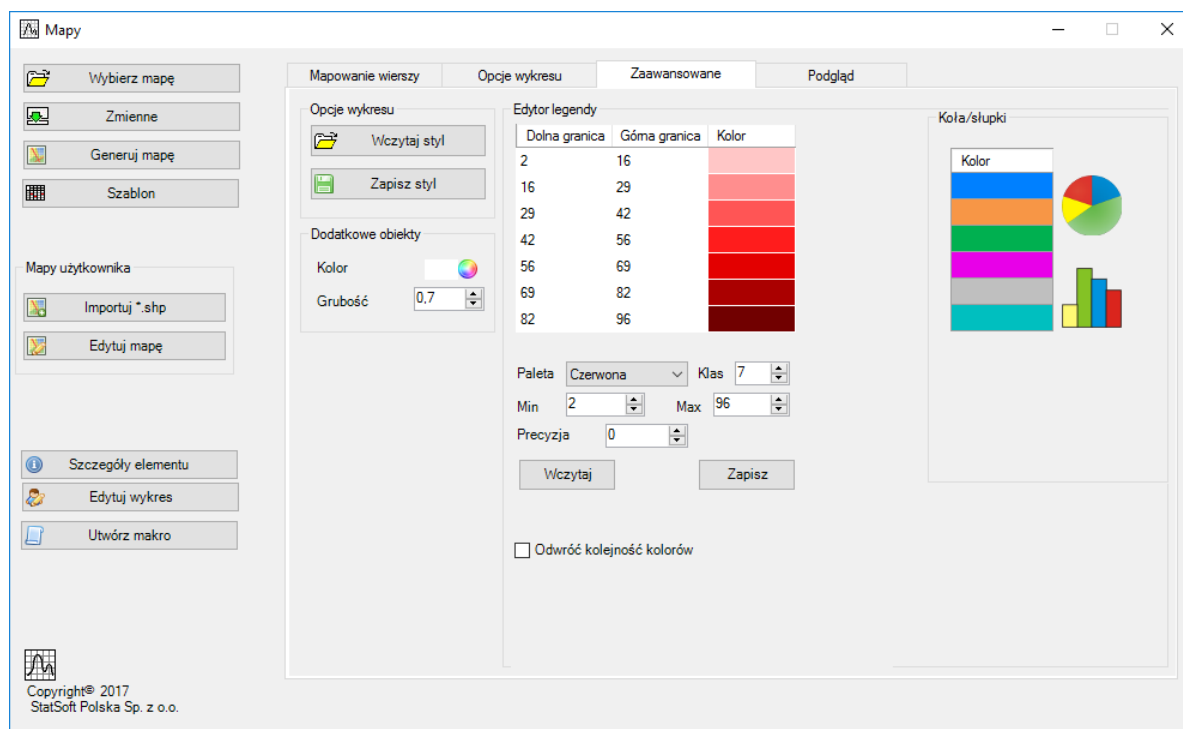 Mapy
Wybierz mapę
Zmienne
Generuj mapę
Szablon
Mapy użytkownika
Importuj *.shp
Edytuj mapę
Szczegóły elementu
Edytuj wykres
Utwórz makro
Copyright© 2017
StatSoft Polska Sp. z o.o.
Mapowanie wierszy Opcje wykresu Zaawansowane Podgląd
Opcje wykresu
Wczytaj styl
Zapisz styl
Dodatkowe obiekty
Kolor
Grubość 0,7
Edytor legendy
Dolna granica Górna granica Kolor
2 16
16 29
29 42
42 56
56 69
69 82
82 96
Paleta Czerwona Klas 7
Min 2 Max 96
Precyzja 0
Wczytaj Zapisz
Odwróć kolejność kolorów
Koła/słupki
Kolor